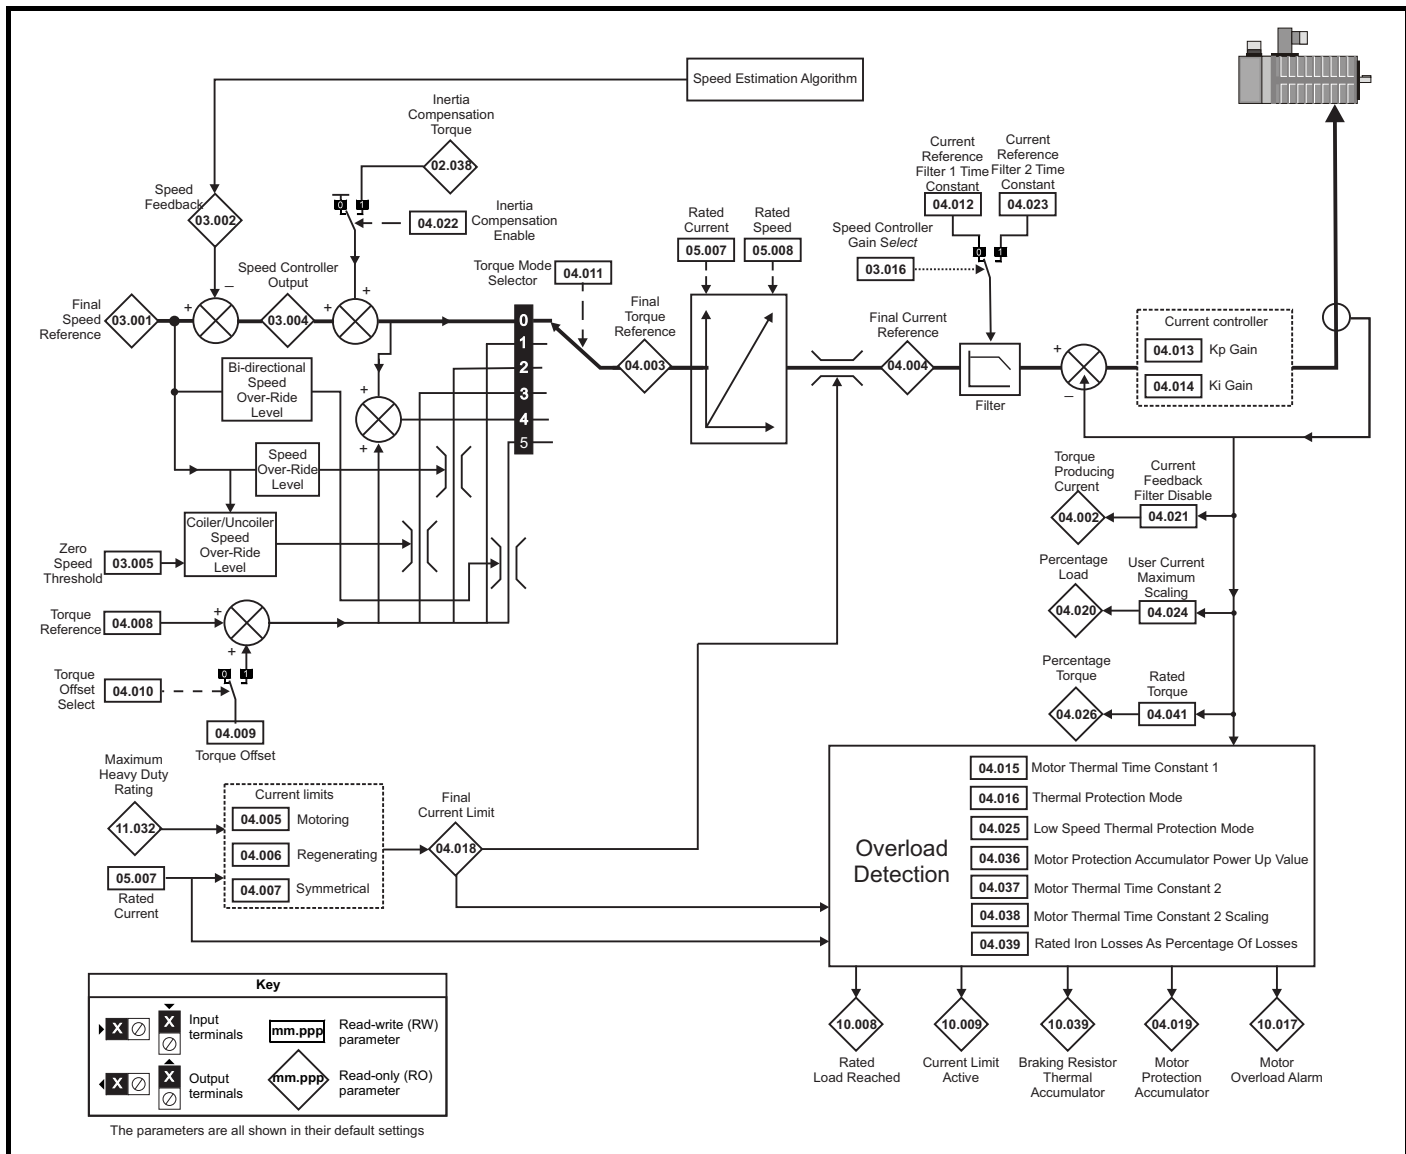 Speed Estimation Algorithm
Inertia
Compensation
Torque
02.038
Speed
Feedback
03.002
0 1
04.022
Inertia
Compensation
Enable
Current
Reference
Filter 1 Time
Constant
04.012
Current
Reference
Filter 2 Time
Constant
04.023
Speed Controller
Gain Select
03.016
0 1
Rated
Current
05.007
Rated
Speed
05.008
Torque Mode
Selector
04.011
Final
Speed
Reference
03.001
+
–
Speed Controller
Output
03.004
+
+
0
1
2
3
4
5
Final
Torque
Reference
04.003
Final Current
Reference
04.004
Filter
+
–
Current controller
04.013 Kp Gain
04.014 Ki Gain
Bi-directional
Speed
Over-Ride
Level
+
+
Speed
Over-Ride
Level
Coiler/Uncoiler
Speed
Over-Ride
Level
Zero
Speed
Threshold
03.005
Torque
Reference
04.008
+
+
0 1
Torque
Offset
Select
04.010
04.009
Torque Offset
Torque
Producing
Current
04.002
Current
Feedback
Filter Disable
04.021
Percentage
Load
04.020
User Current
Maximum
Scaling
04.024
Percentage
Torque
04.026
Rated
Torque
04.041
Maximum
Heavy Duty
Rating
11.032
05.007
Rated
Current
Current limits
04.005 Motoring
04.006 Regenerating
04.007 Symmetrical
Final
Current Limit
04.018
Overload
Detection
04.015 Motor Thermal Time Constant 1
04.016 Thermal Protection Mode
04.025 Low Speed Thermal Protection Mode
04.036 Motor Protection Accumulator Power Up Value
04.037 Motor Thermal Time Constant 2
04.038 Motor Thermal Time Constant 2 Scaling
04.039 Rated Iron Losses As Percentage Of Losses
10.008
Rated
Load Reached
10.009
Current Limit
Active
10.039
Braking Resistor
Thermal
Accumulator
04.019
Motor
Protection
Accumulator
10.017
Motor
Overload Alarm
Key
X X
Input
terminals
mm.ppp
Read-write (RW)
parameter
X X
Output
terminals
mm.ppp
Read-only (RO)
parameter
The parameters are all shown in their default settings